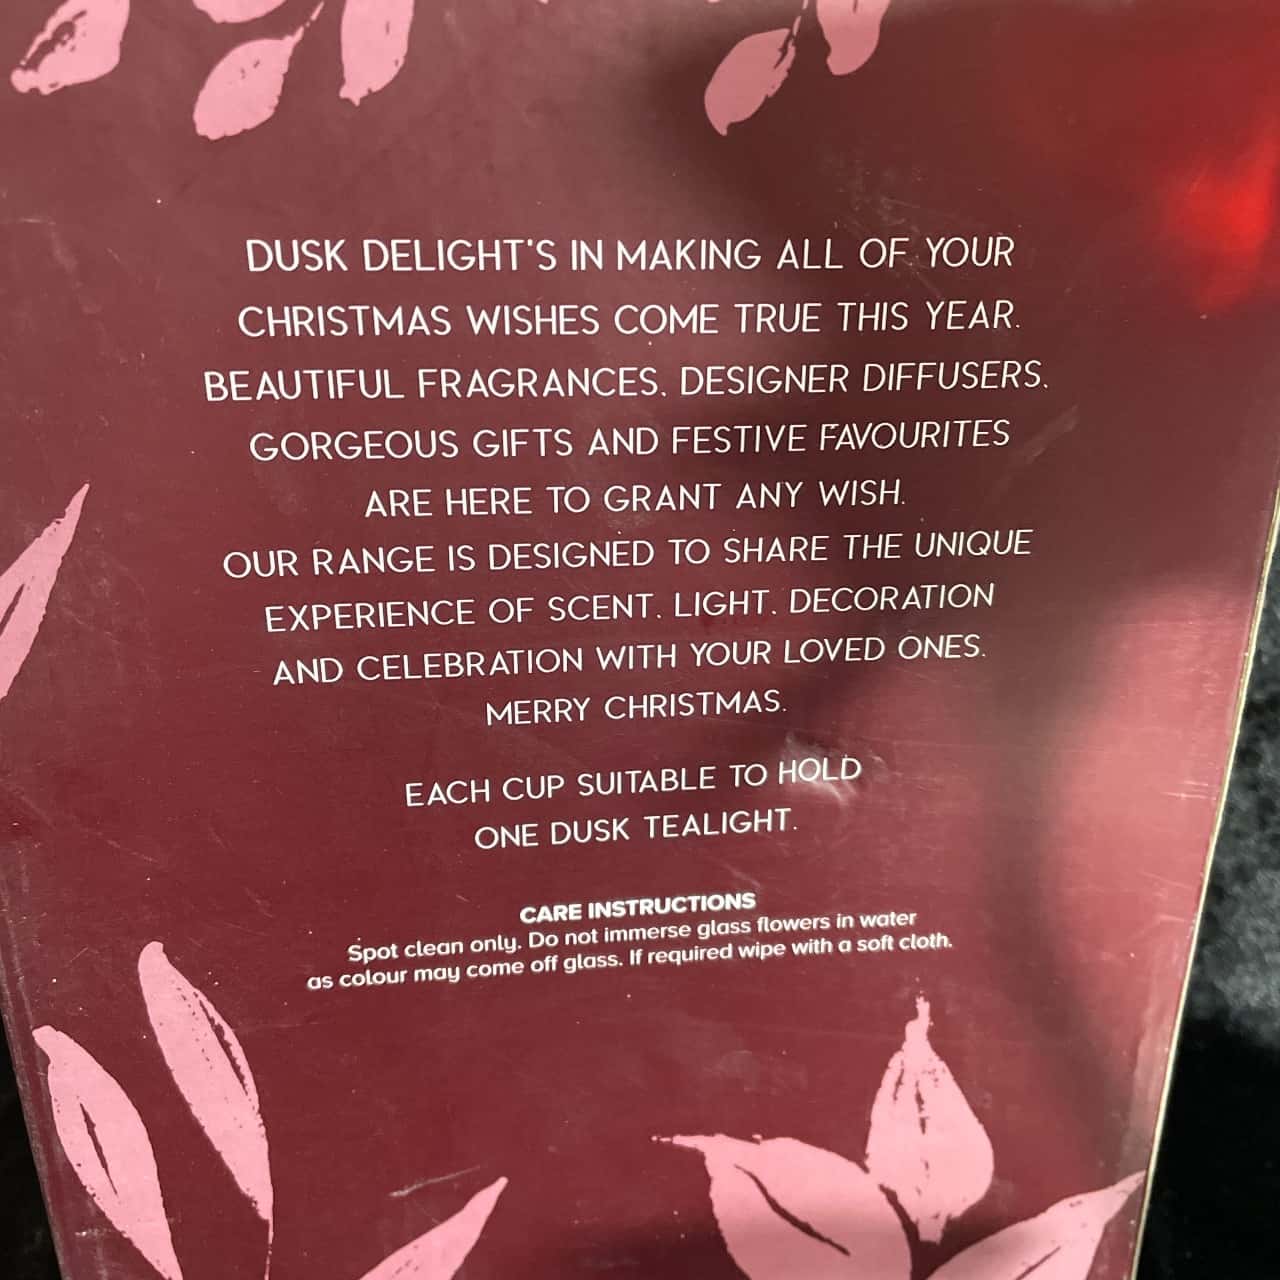 DUSK DELIGHT'S IN MAKING ALL OF YOUR
CHRISTMAS WISHES COME TRUE THIS YEAR.
BEAUTIFUL FRAGRANCES, DESIGNER DIFFUSERS,
GORGEOUS GIFTS AND FESTIVE FAVOURITES
ARE HERE TO GRANT ANY WISH.
OUR RANGE IS DESIGNED TO SHARE THE UNIQUE
EXPERIENCE OF SCENT, LIGHT, DECORATION
AND CELEBRATION WITH YOUR LOVED ONES.
MERRY CHRISTMAS.
EACH CUP SUITABLE TO HOLD
ONE DUSK TEALIGHT.
CARE INSTRUCTIONS
Spot clean only. Do not immerse glass flowers in water
as colour may come off glass. If required wipe with a soft cloth.